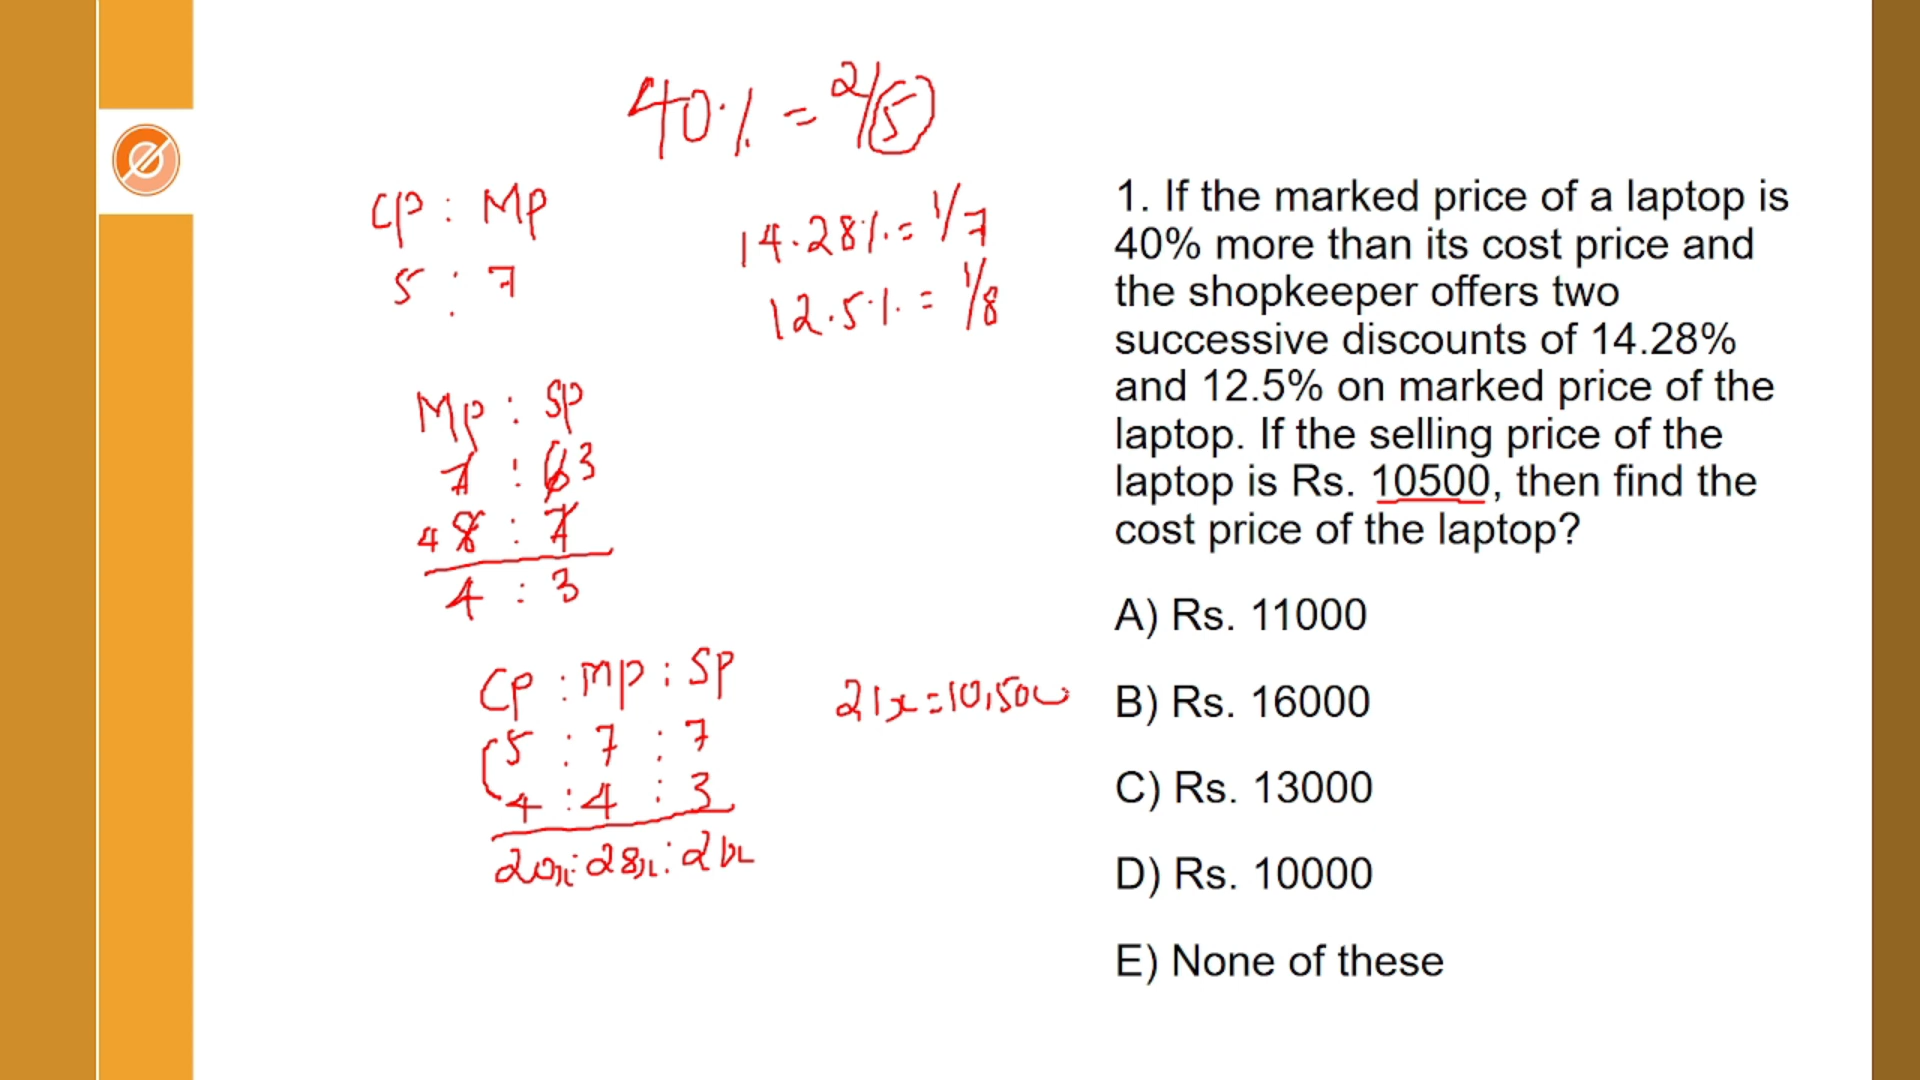 40% = 2/5
CP : MP
5 : 7
14.28% = 1/7
12.5% = 1/8
MP : SP
7 : 6 3
4 8 : 7
4 : 3
CP : MP : SP
5 : 7 : 7
4 : 4 : 3
20x : 28x : 21x
21x = 10,500
1. If the marked price of a laptop is
40% more than its cost price and
the shopkeeper offers two
successive discounts of 14.28%
and 12.5% on marked price of the
laptop. If the selling price of the
laptop is Rs. 10500, then find the
cost price of the laptop?
A) Rs. 11000
B) Rs. 16000
C) Rs. 13000
D) Rs. 10000
E) None of these